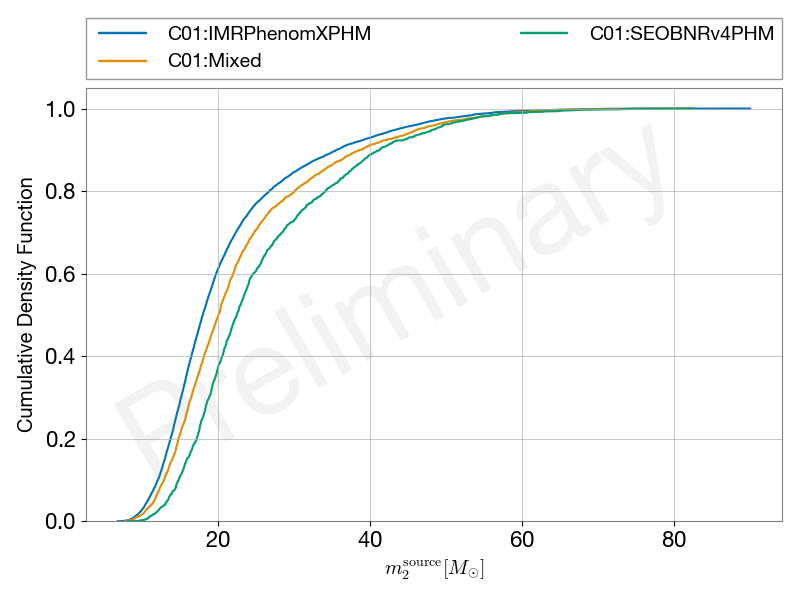 C01:IMRPhenomXPHM
C01:Mixed
C01:SEOBNRv4PHM
1.0
0.8
0.6
0.4
0.2
0.0
Cumulative Density Function
Preliminary
20 40 60 80
m₂^source [M_⊙]